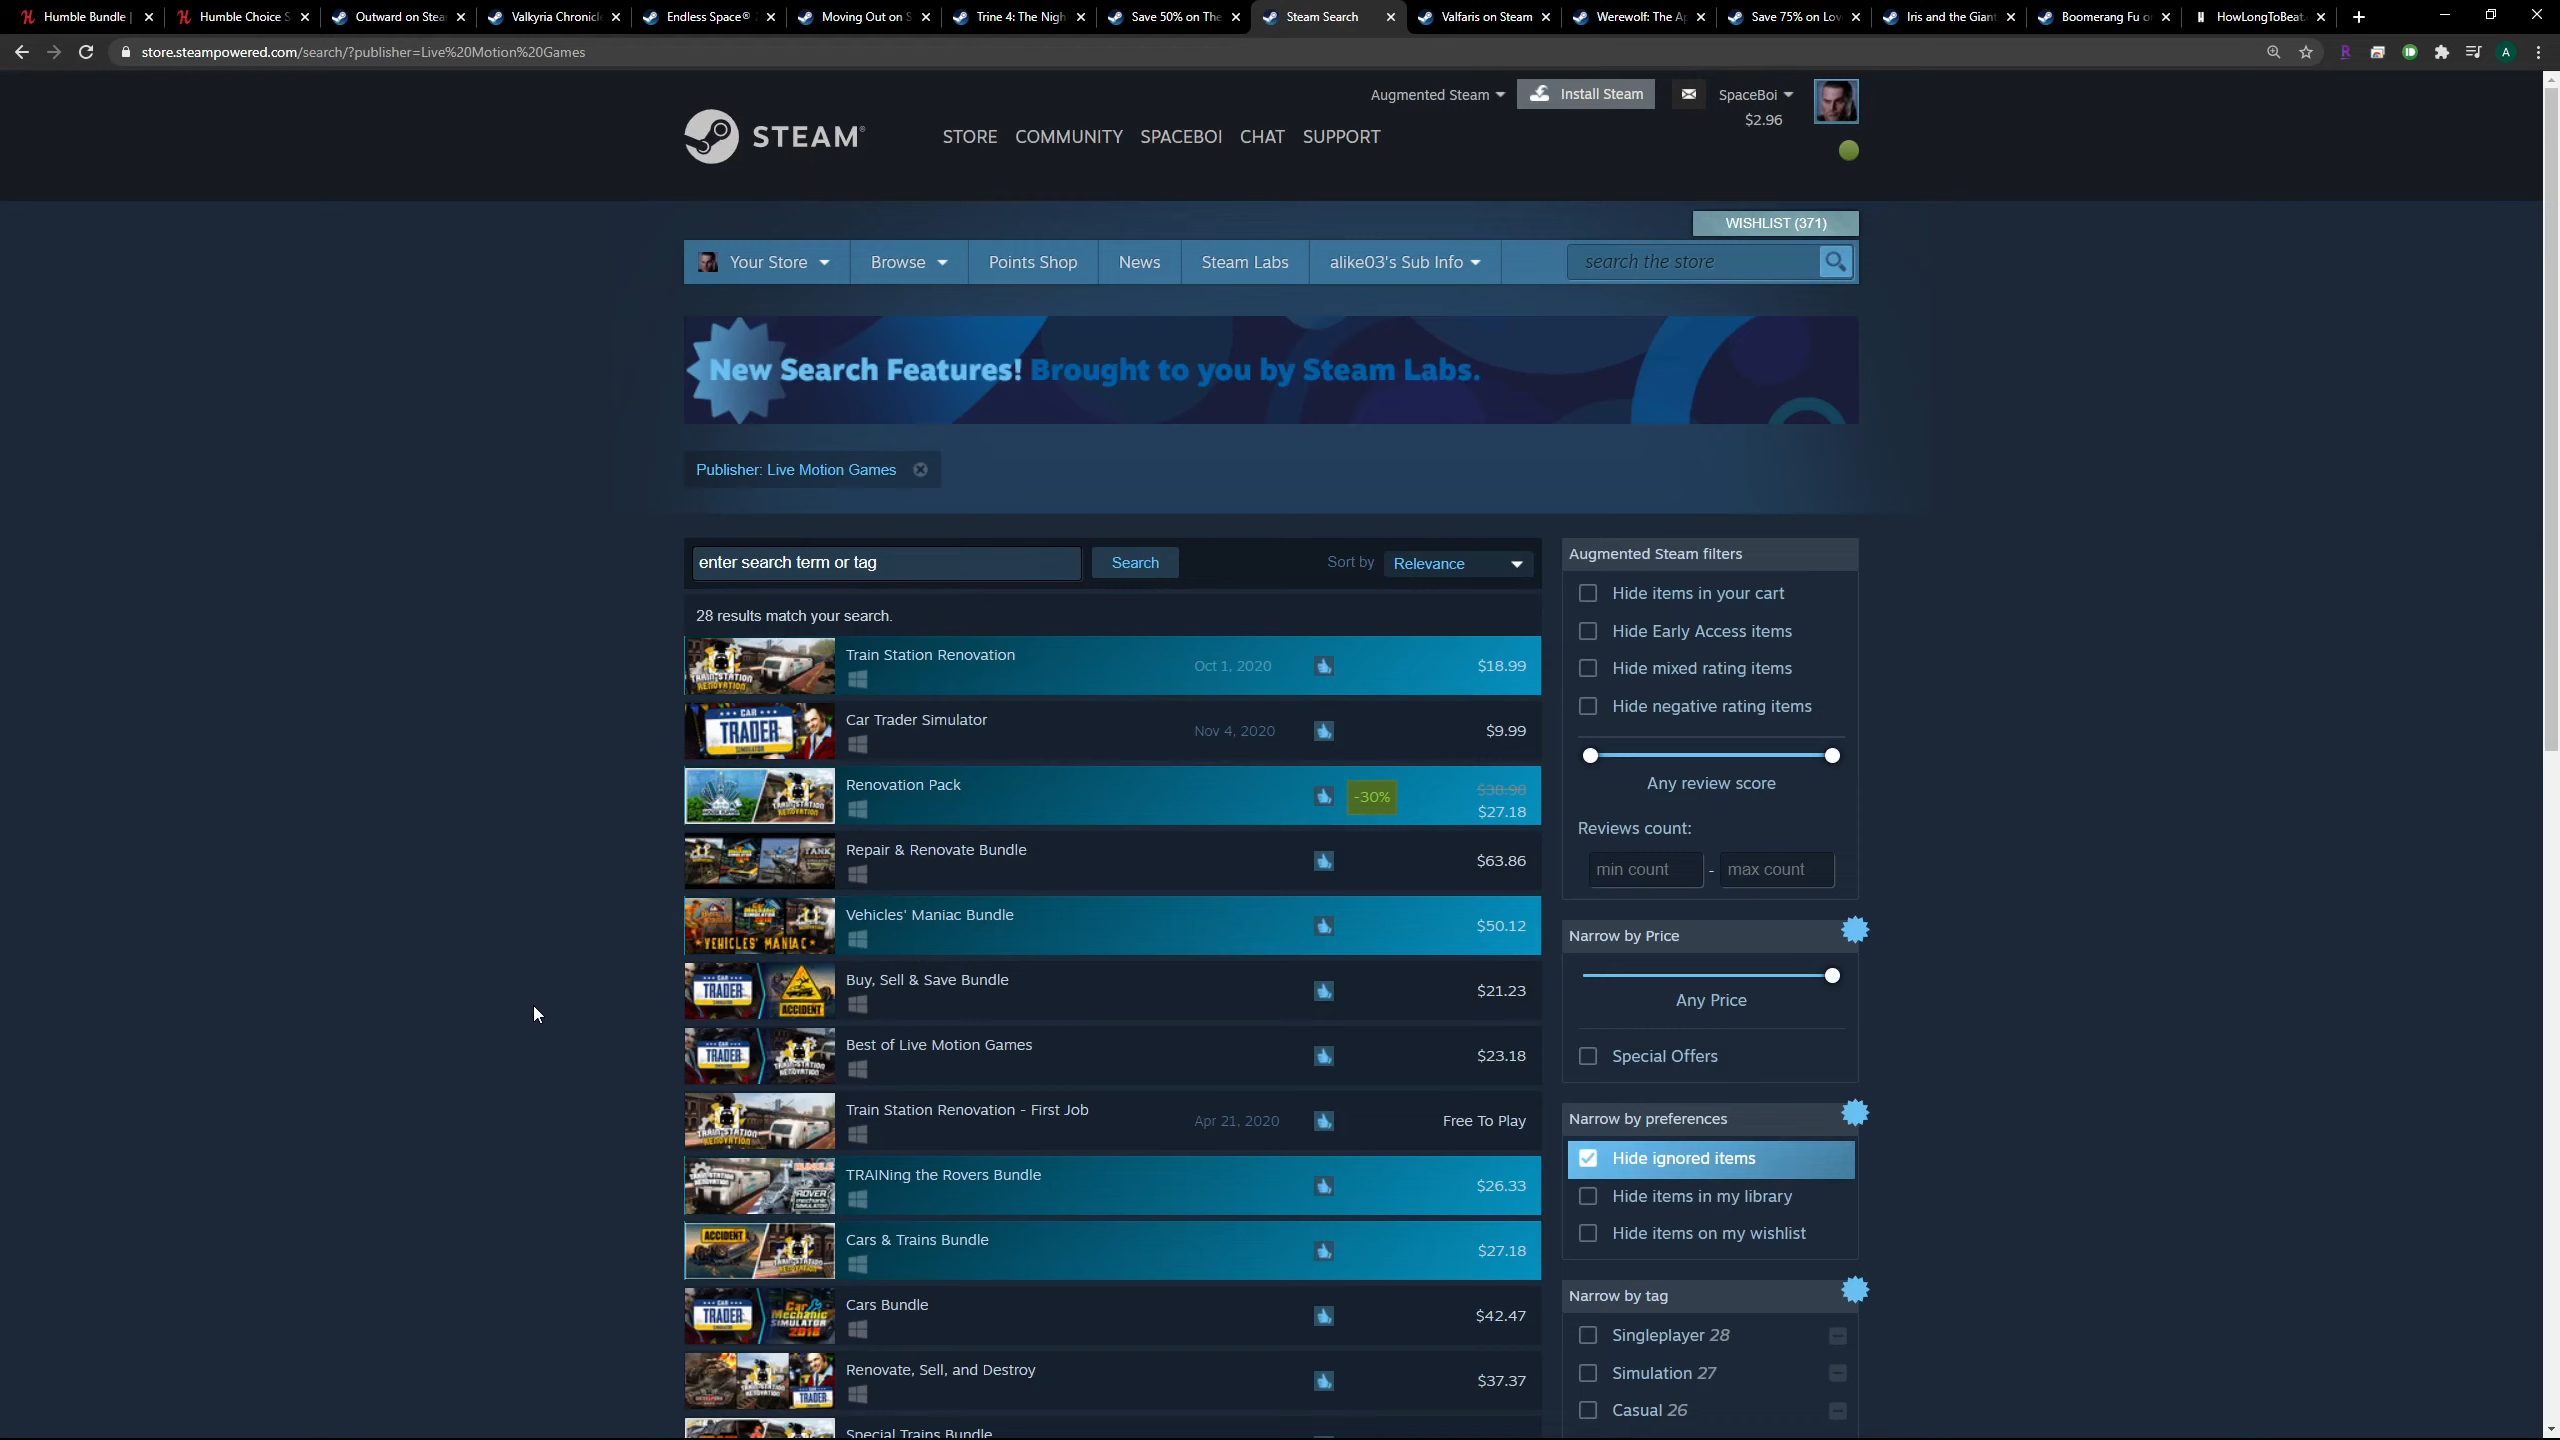 Humble Bundle |
Humble Choice S
Outward on Stea
Valkyria Chronicl
Endless Space®
Moving Out on S
Trine 4: The Nigh
Save 50% on The
Steam Search
Valfaris on Steam
Werewolf: The Ap
Save 75% on Lov
Iris and the Giant
Boomerang Fu o
HowLongToBeat.
store.steampowered.com/search/?publisher=Live%20Motion%20Games
A
Augmented Steam
Install Steam
SpaceBoi
$2.96
STEAM®
STORE COMMUNITY SPACEBOI CHAT SUPPORT
WISHLIST (371)
Your Store
Browse
Points Shop
News
Steam Labs
alike03's Sub Info
search the store
New Search Features! Brought to you by Steam Labs.
Publisher: Live Motion Games
enter search term or tag
Search
Sort by
Relevance
28 results match your search.
Train Station Renovation
Oct 1, 2020
$18.99
Car Trader Simulator
Nov 4, 2020
$9.99
Renovation Pack
-30%
$38.98
$27.18
Repair & Renovate Bundle
$63.86
Vehicles' Maniac Bundle
$50.12
Buy, Sell & Save Bundle
$21.23
Best of Live Motion Games
$23.18
Train Station Renovation - First Job
Apr 21, 2020
Free To Play
TRAINing the Rovers Bundle
$26.33
Cars & Trains Bundle
$27.18
Cars Bundle
$42.47
Renovate, Sell, and Destroy
$37.37
Special Trains Bundle
Augmented Steam filters
Hide items in your cart
Hide Early Access items
Hide mixed rating items
Hide negative rating items
Any review score
Reviews count:
min count - max count
Narrow by Price
Any Price
Special Offers
Narrow by preferences
Hide ignored items
Hide items in my library
Hide items on my wishlist
Narrow by tag
Singleplayer 28
Simulation 27
Casual 26